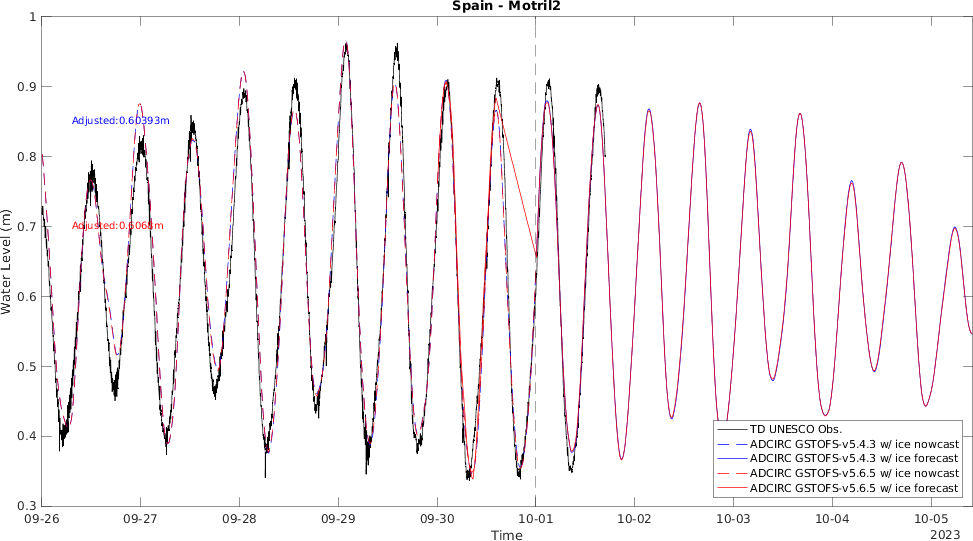 Spain - Motril2
1
0.9
0.8
0.7
0.6
0.5
0.4
0.3
Water Level (m)
Adjusted:0.60393m
Adjusted:0.6068m
TD UNESCO Obs.
ADCIRC GSTOFS-v5.4.3 w/ ice nowcast
ADCIRC GSTOFS-v5.4.3 w/ ice forecast
ADCIRC GSTOFS-v5.6.5 w/ ice nowcast
ADCIRC GSTOFS-v5.6.5 w/ ice forecast
09-26 09-27 09-28 09-29 09-30 10-01 10-02 10-03 10-04 10-05
Time
2023